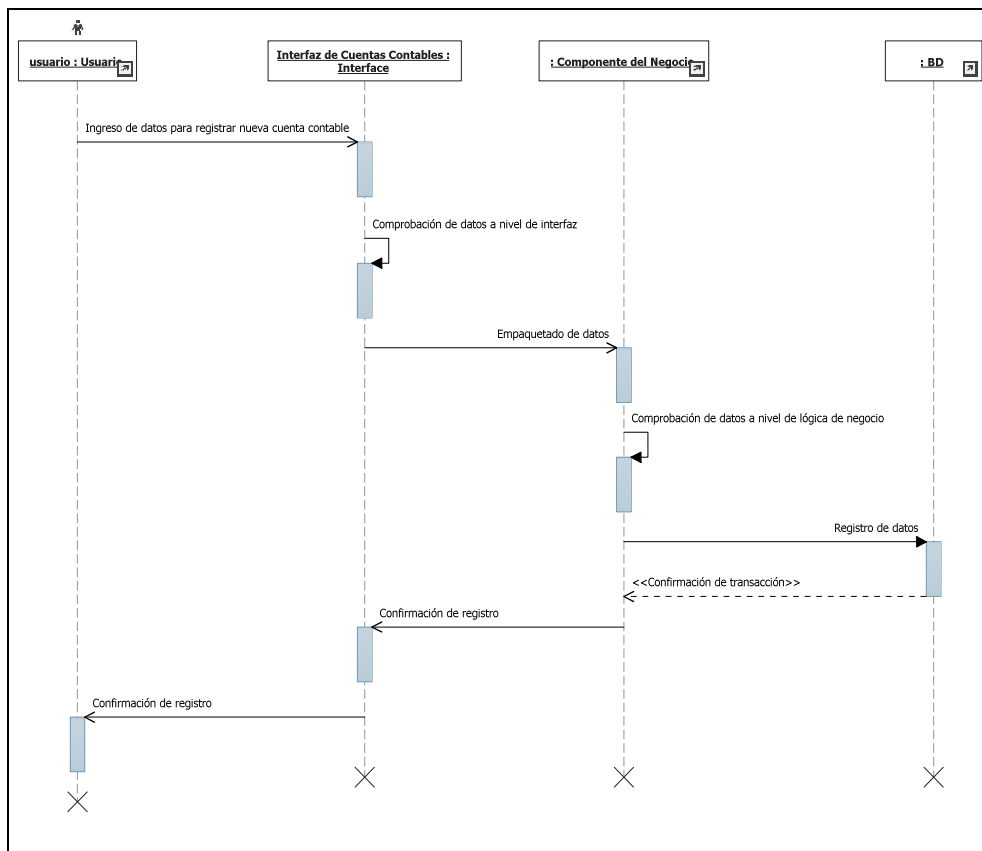 usuario : Usuario
Interfaz de Cuentas Contables :
Interface
: Componente del Negocio
: BD
Ingreso de datos para registrar nueva cuenta contable
Comprobación de datos a nivel de interfaz
Empaquetado de datos
Comprobación de datos a nivel de lógica de negocio
Registro de datos
<<Confirmación de transacción>>
Confirmación de registro
Confirmación de registro